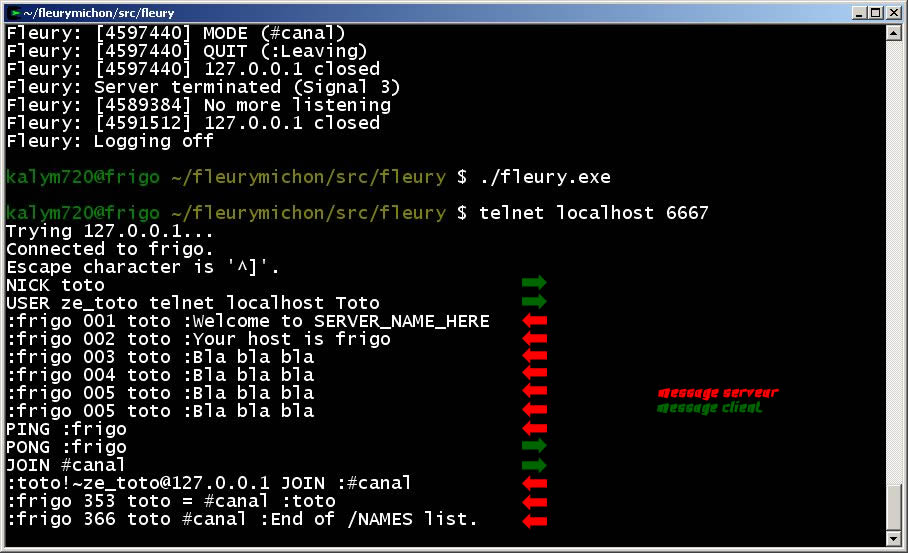 ~/fleurymichon/src/fleury
Fleury: [4597440] MODE (#canal)
Fleury: [4597440] QUIT (:Leaving)
Fleury: [4597440] 127.0.0.1 closed
Fleury: Server terminated (Signal 3)
Fleury: [4589384] No more listening
Fleury: [4591512] 127.0.0.1 closed
Fleury: Logging off
kalym720@frigo ~/fleurymichon/src/fleury $ ./fleury.exe
kalym720@frigo ~/fleurymichon/src/fleury $ telnet localhost 6667
Trying 127.0.0.1...
Connected to frigo.
Escape character is '^]'.
NICK toto
USER ze_toto telnet localhost Toto
:frigo 001 toto :Welcome to SERVER_NAME_HERE
:frigo 002 toto :Your host is frigo
:frigo 003 toto :Bla bla bla
:frigo 004 toto :Bla bla bla
:frigo 005 toto :Bla bla bla
message serveur
:frigo 005 toto :Bla bla bla
message client
PING :frigo
PONG :frigo
JOIN #canal
:toto!~ze_toto@127.0.0.1 JOIN :#canal
:frigo 353 toto = #canal :toto
:frigo 366 toto #canal :End of /NAMES list.